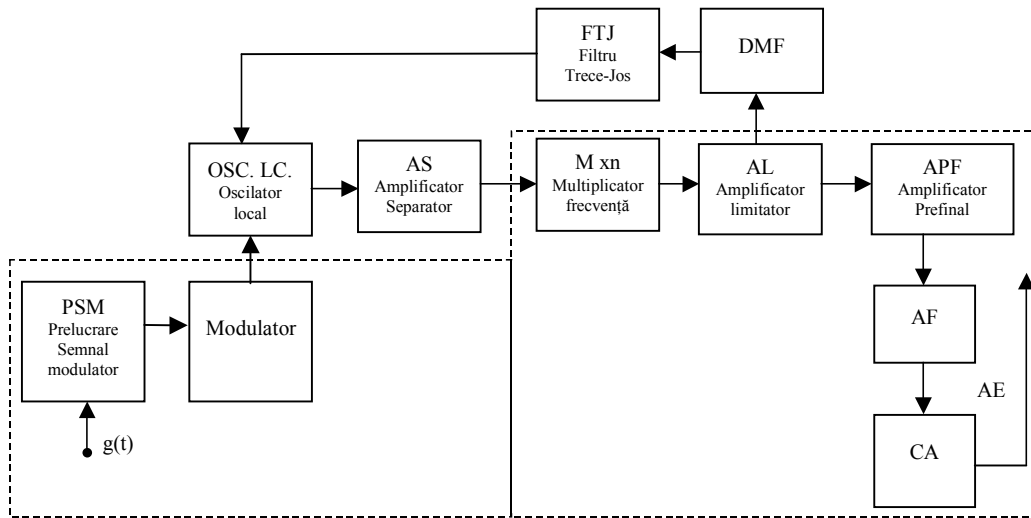 FTJ
Filtru
Trece-Jos
DMF
OSC. LC.
Oscilator
local
AS
Amplificator
Separator
M xn
Multiplicator
frecvență
AL
Amplificator
limitator
APF
Amplificator
Prefinal
PSM
Prelucrare
Semnal
modulator
Modulator
AF
AE
g(t)
CA